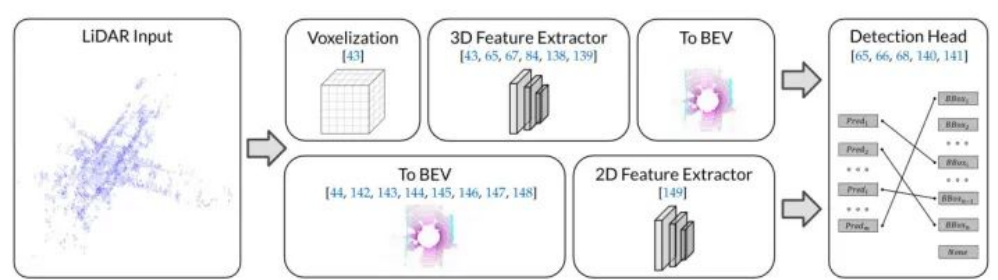 LiDAR Input
Voxelization
[43]
3D Feature Extractor
[43, 65, 67, 84, 138, 139]
To BEV
To BEV
[44, 142, 143, 144, 145, 146, 147, 148]
2D Feature Extractor
[149]
Detection Head
[65, 66, 68, 140, 141]
Pred₁
Pred₂
Predᵢ
Predₘ
BBox₁
BBox₂
BBoxᵢ
BBoxₙ₋₁
BBoxₙ
None